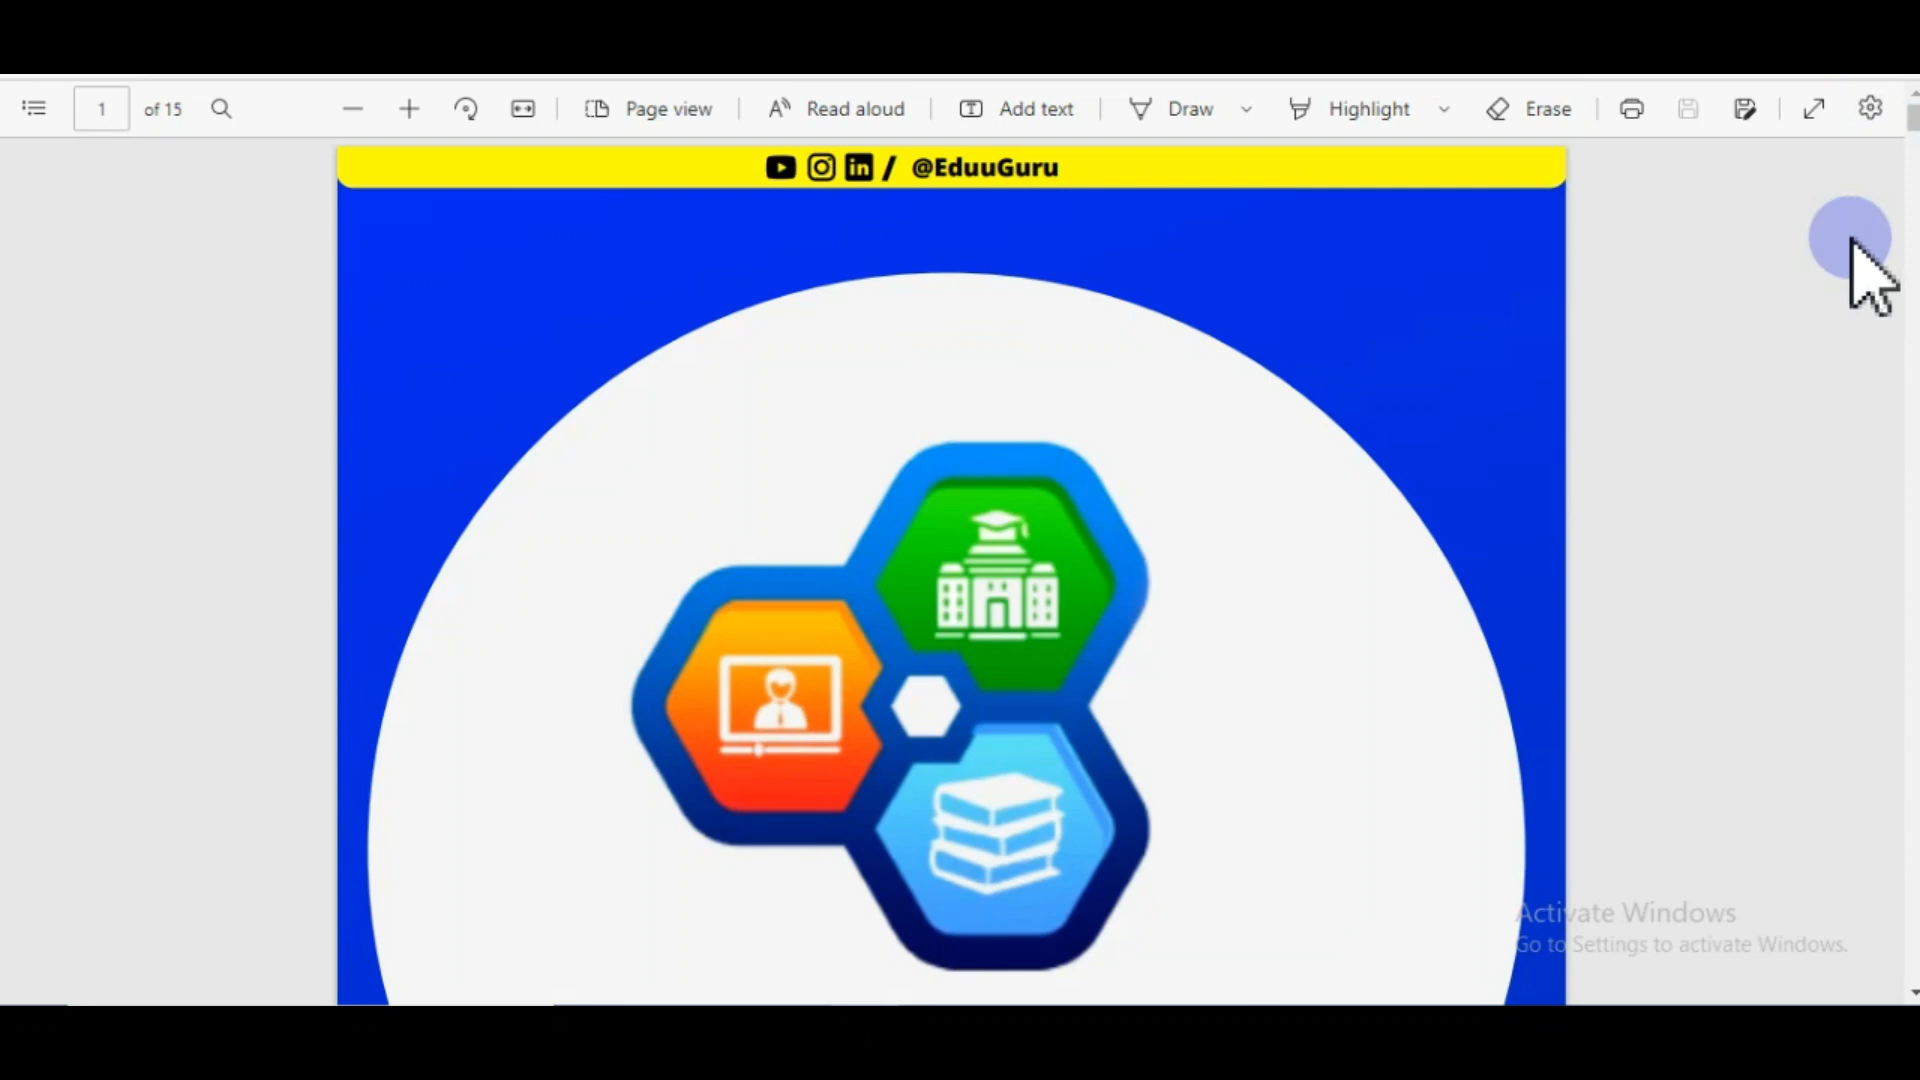 1 of 15 Page view Read aloud Add text Draw Highlight Erase
/ @EduuGuru
Activate Windows
Go to Settings to activate Windows.